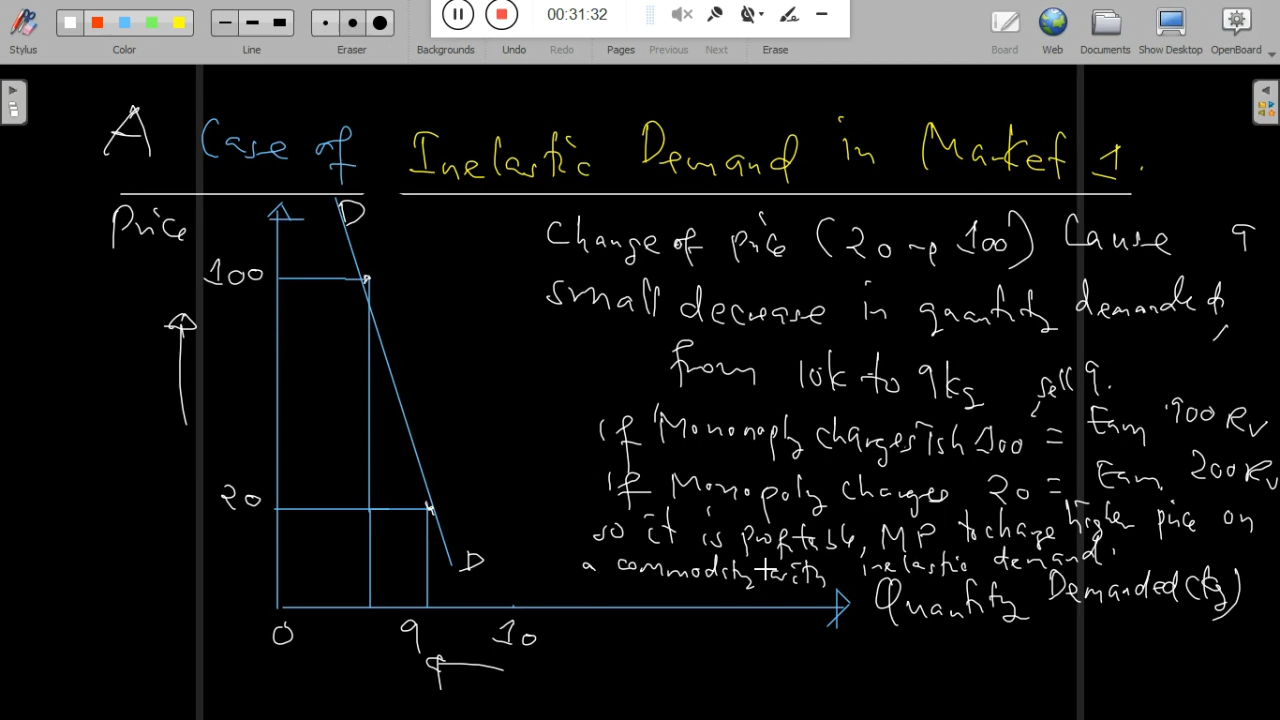 00:31:32
Stylus Color Line Eraser Backgrounds Undo Redo Pages Previous Next Erase Board Web Documents Show Desktop OpenBoard
A Case of Inelastic Demand in Market 1.
Price
D
100
20
D
0 9 10
Change of price (20 → 100) Cause a
small decrease in quantity demanded,
from 10k to 9kg
, sell 9.
if Mononaply charges Tsh 100 = Earn 900 Rv
if Monopoly charges 20 = Earn 200 Rv
so it is profitable, MP to charge higher price on
a commodity inelastic demand.
Quantity Demanded (kg)